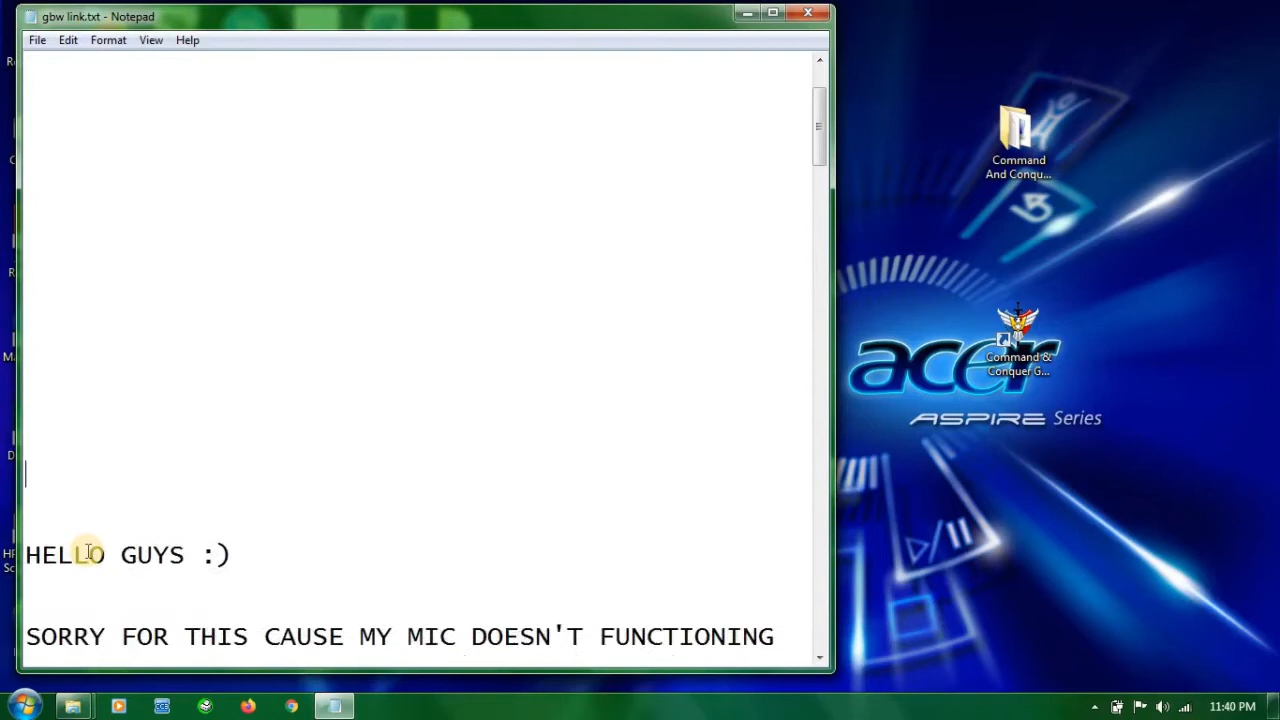 gbw link.txt - Notepad
File Edit Format View Help
HELLO GUYS :)
SORRY FOR THIS CAUSE MY MIC DOESN'T FUNCTIONING
Command
And Conqu...
Command &
Conquer G...
acer
ASPIRE Series
11:40 PM